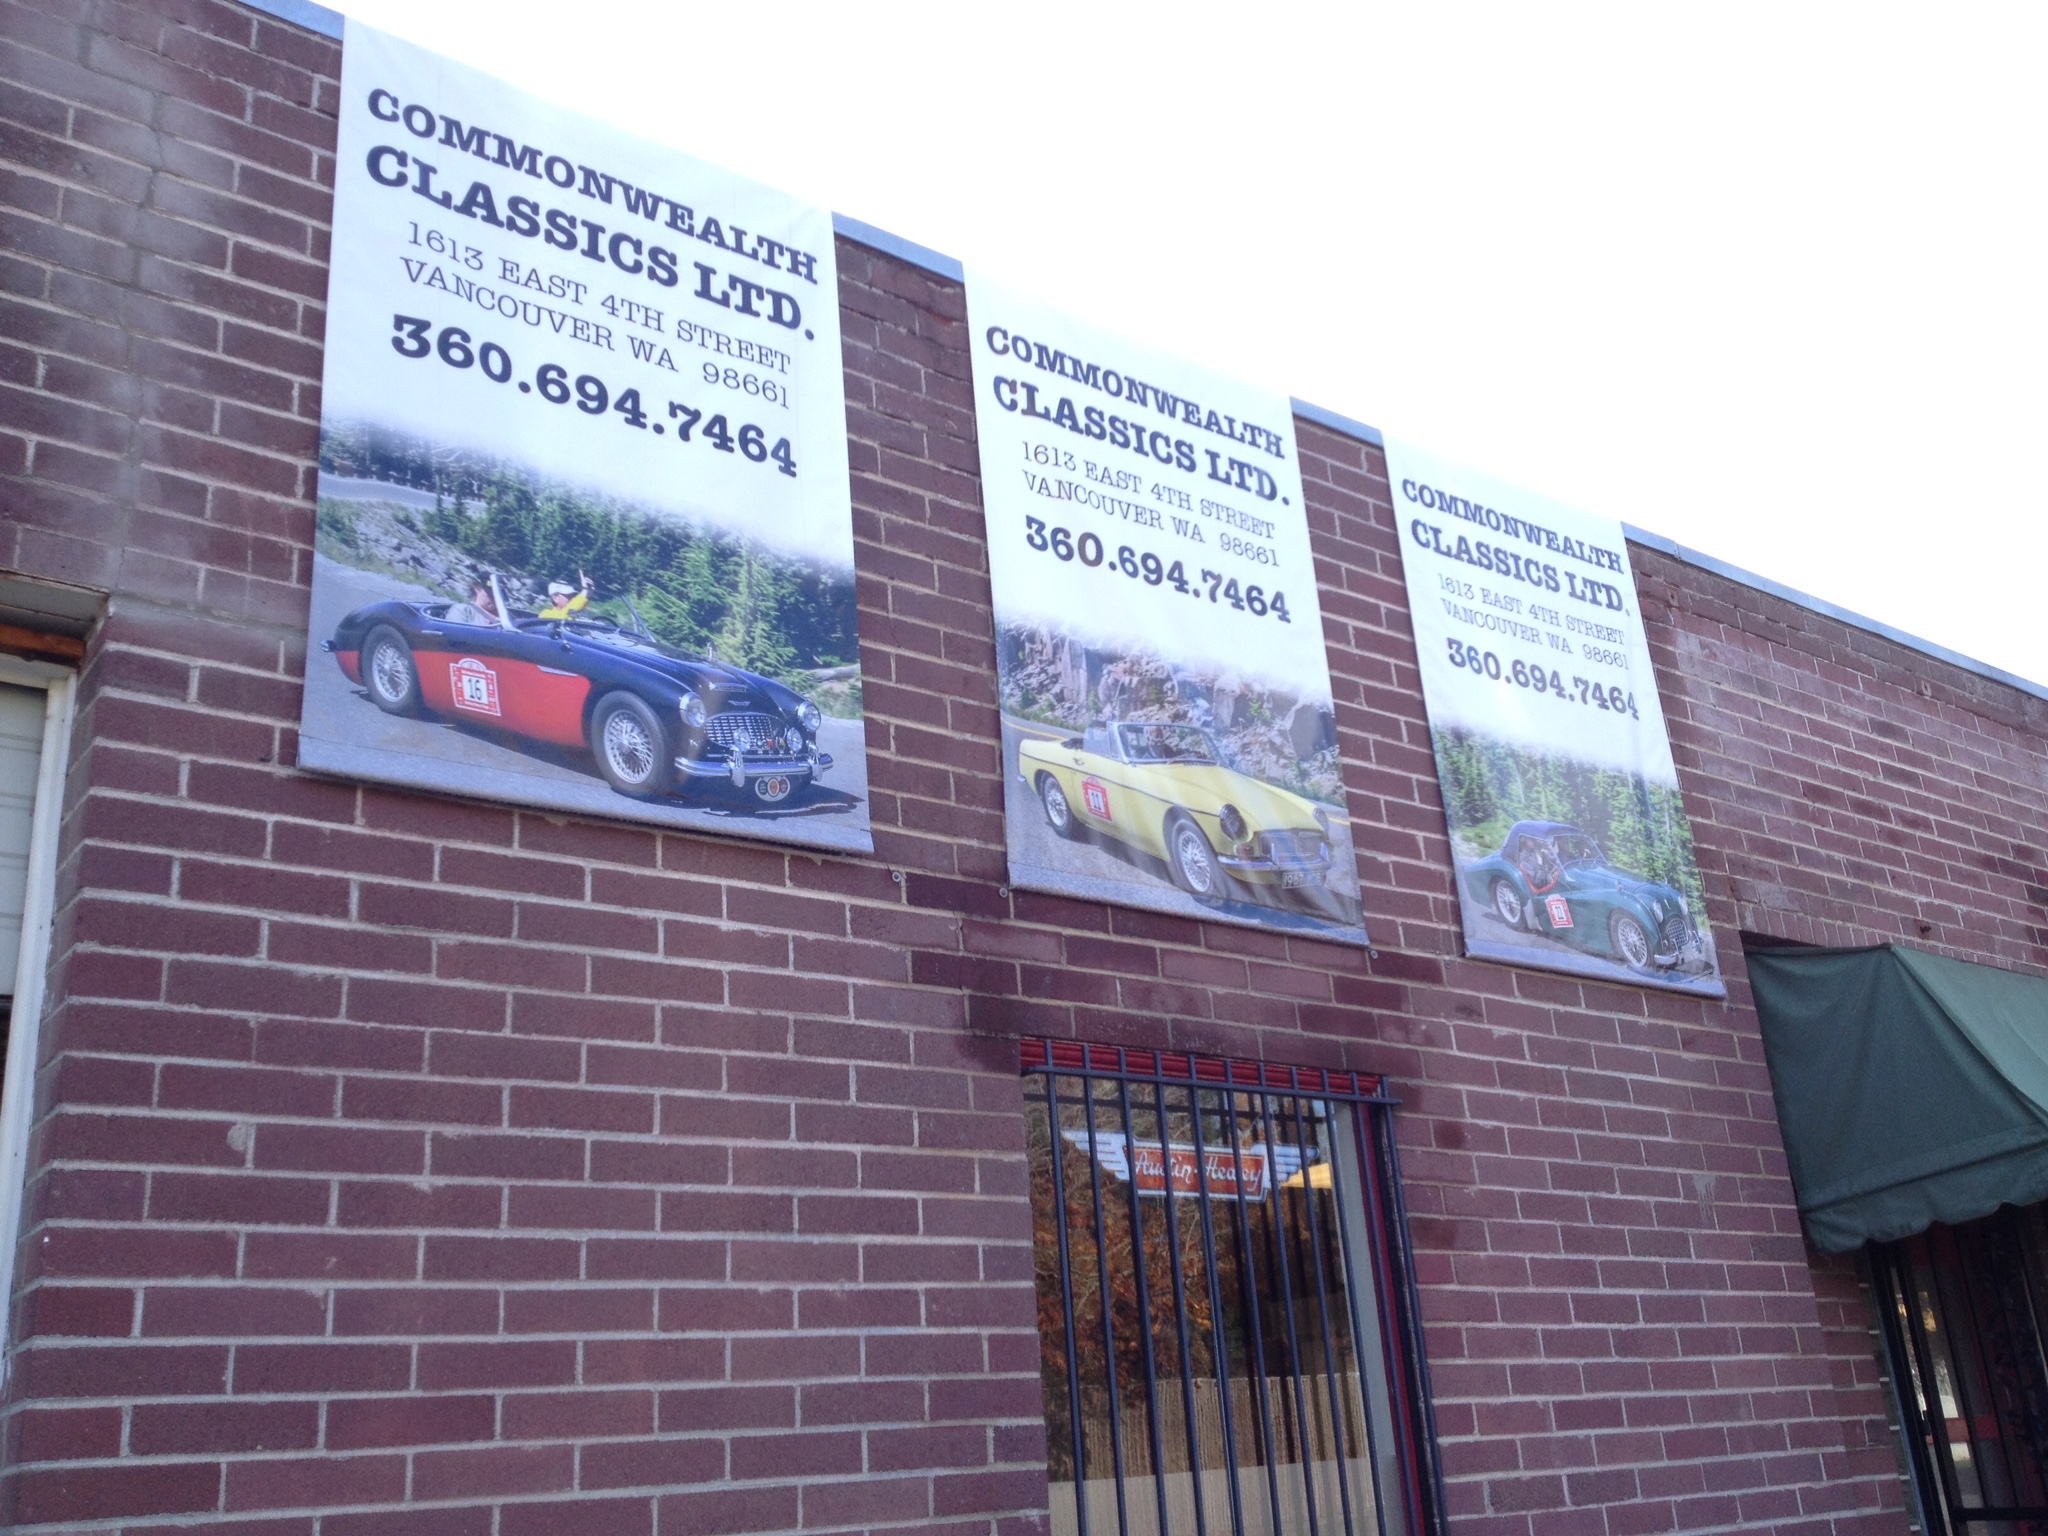 COMMONWEALTH
CLASSICS LTD.
1613 EAST 4TH STREET
VANCOUVER WA 98661
360.694.7464
16
COMMONWEALTH
CLASSICS LTD.
1613 EAST 4TH STREET
VANCOUVER WA 98661
360.694.7464
COMMONWEALTH
CLASSICS LTD.
1613 EAST 4TH STREET
VANCOUVER WA 98661
360.694.7464
Austin-Healey